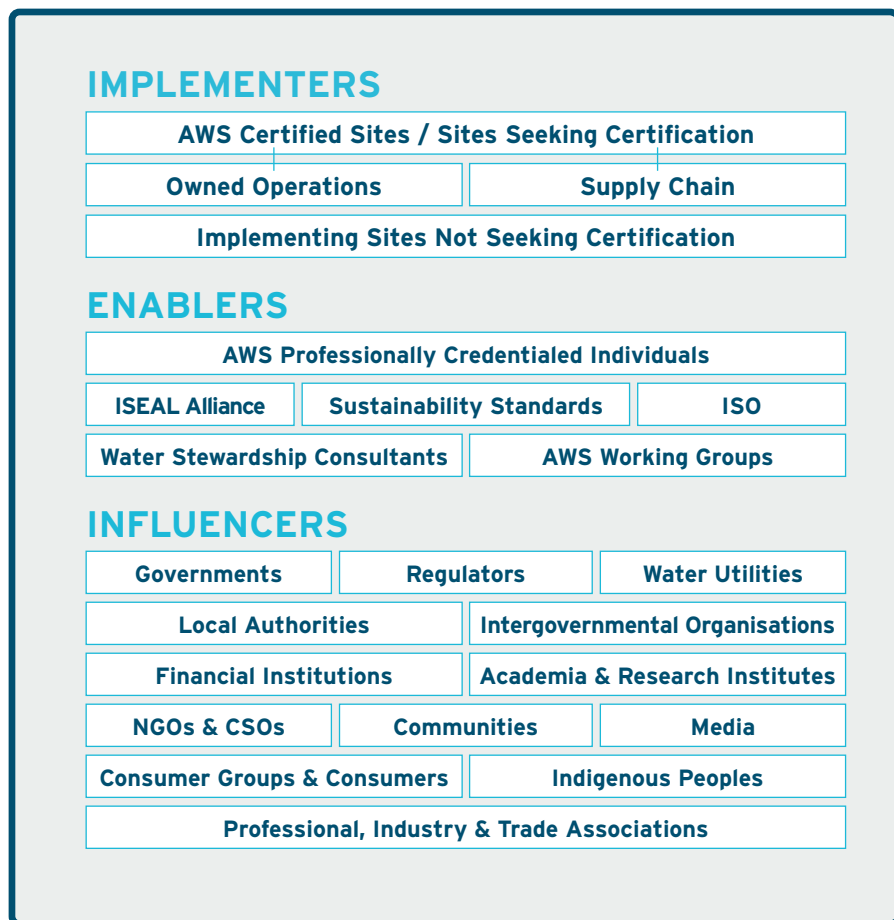 IMPLEMENTERS
AWS Certified Sites / Sites Seeking Certification
Owned Operations
Supply Chain
Implementing Sites Not Seeking Certification
ENABLERS
AWS Professionally Credentialed Individuals
ISEAL Alliance
Sustainability Standards
ISO
Water Stewardship Consultants
AWS Working Groups
INFLUENCERS
Governments
Regulators
Water Utilities
Local Authorities
Intergovernmental Organisations
Financial Institutions
Academia & Research Institutes
NGOs & CSOs
Communities
Media
Consumer Groups & Consumers
Indigenous Peoples
Professional, Industry & Trade Associations